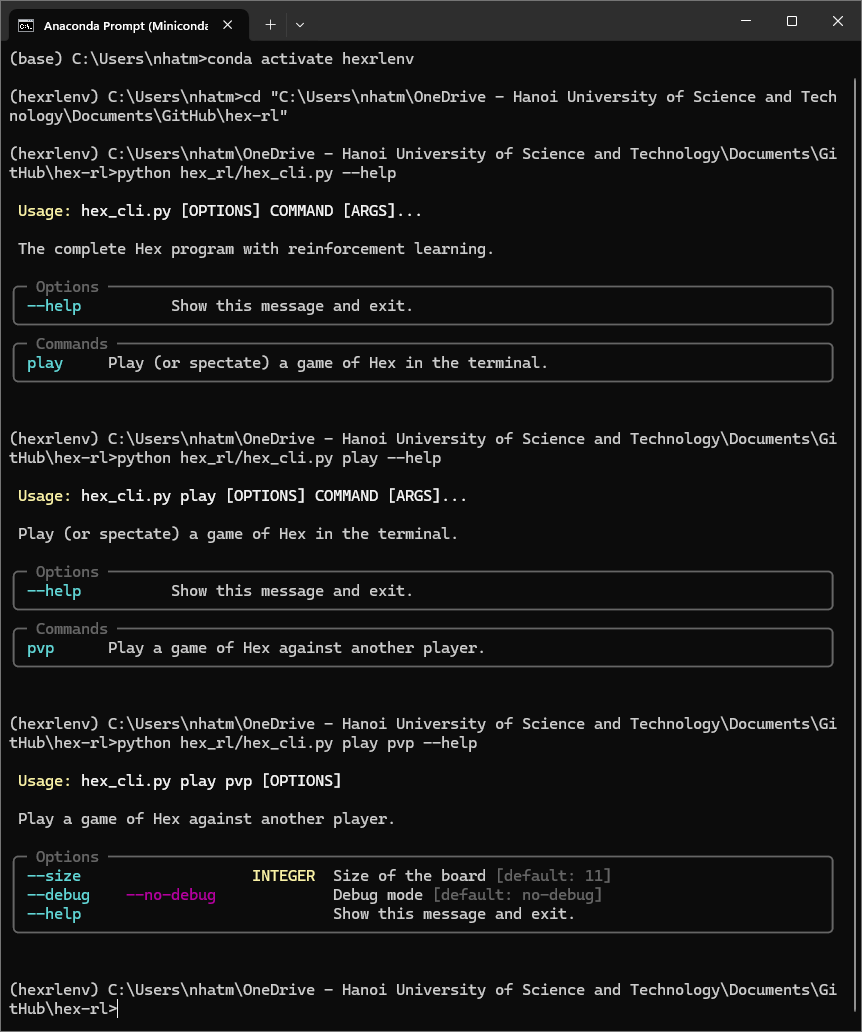 Anaconda Prompt (Miniconda
(base) C:\Users\nhatm>conda activate hexrlenv
(hexrlenv) C:\Users\nhatm>cd "C:\Users\nhatm\OneDrive - Hanoi University of Science and Tech
nology\Documents\GitHub\hex-rl"
(hexrlenv) C:\Users\nhatm\OneDrive - Hanoi University of Science and Technology\Documents\Gi
tHub\hex-rl>python hex_rl/hex_cli.py --help
Usage: hex_cli.py [OPTIONS] COMMAND [ARGS]...
The complete Hex program with reinforcement learning.
Options
--help Show this message and exit.
Commands
play Play (or spectate) a game of Hex in the terminal.
(hexrlenv) C:\Users\nhatm\OneDrive - Hanoi University of Science and Technology\Documents\Gi
tHub\hex-rl>python hex_rl/hex_cli.py play --help
Usage: hex_cli.py play [OPTIONS] COMMAND [ARGS]...
Play (or spectate) a game of Hex in the terminal.
Options
--help Show this message and exit.
Commands
pvp Play a game of Hex against another player.
(hexrlenv) C:\Users\nhatm\OneDrive - Hanoi University of Science and Technology\Documents\Gi
tHub\hex-rl>python hex_rl/hex_cli.py play pvp --help
Usage: hex_cli.py play pvp [OPTIONS]
Play a game of Hex against another player.
Options
--size INTEGER Size of the board [default: 11]
--debug --no-debug Debug mode [default: no-debug]
--help Show this message and exit.
(hexrlenv) C:\Users\nhatm\OneDrive - Hanoi University of Science and Technology\Documents\Gi
tHub\hex-rl>